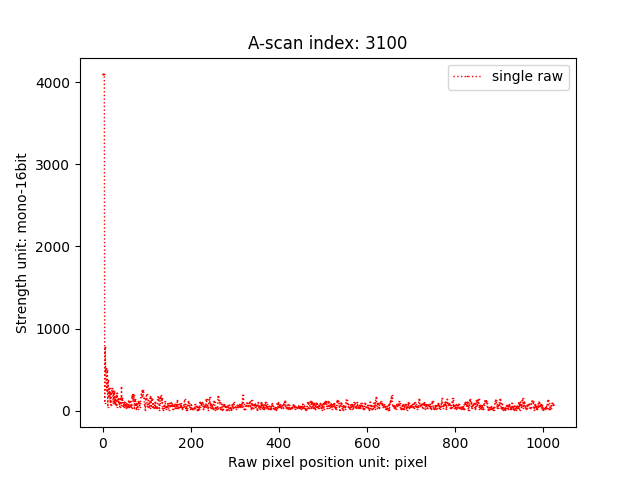 A-scan index: 3100
single raw
4000
3000
2000
1000
0
Strength unit: mono-16bit
0 200 400 600 800 1000
Raw pixel position unit: pixel